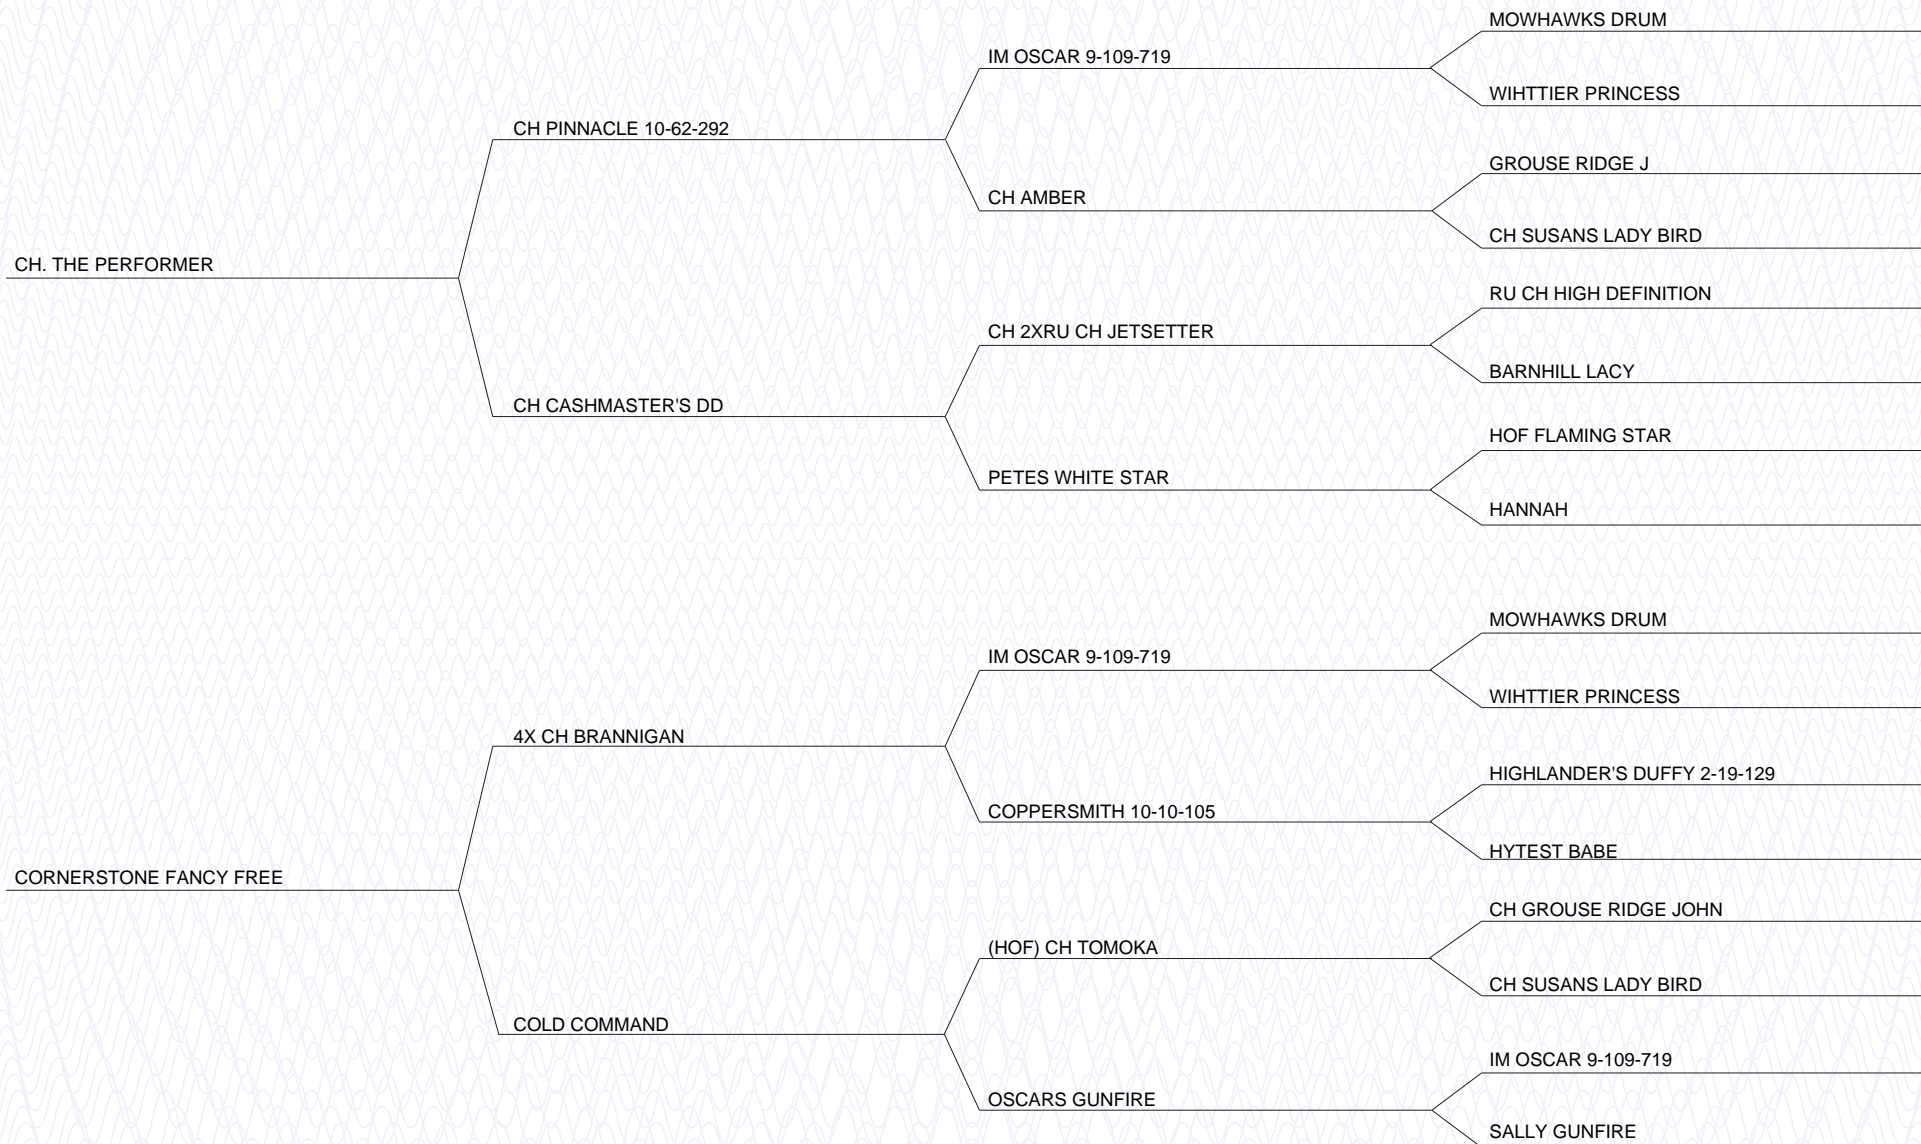 MOWHAWKS DRUM
IM OSCAR 9-109-719
WIHTTIER PRINCESS
CH PINNACLE 10-62-292
GROUSE RIDGE J
CH AMBER
CH SUSANS LADY BIRD
CH. THE PERFORMER
RU CH HIGH DEFINITION
CH 2XRU CH JETSETTER
BARNHILL LACY
CH CASHMASTER'S DD
HOF FLAMING STAR
PETES WHITE STAR
HANNAH
MOWHAWKS DRUM
IM OSCAR 9-109-719
WIHTTIER PRINCESS
4X CH BRANNIGAN
HIGHLANDER'S DUFFY 2-19-129
COPPERSMITH 10-10-105
HYTEST BABE
CORNERSTONE FANCY FREE
CH GROUSE RIDGE JOHN
(HOF) CH TOMOKA
CH SUSANS LADY BIRD
COLD COMMAND
IM OSCAR 9-109-719
OSCARS GUNFIRE
SALLY GUNFIRE